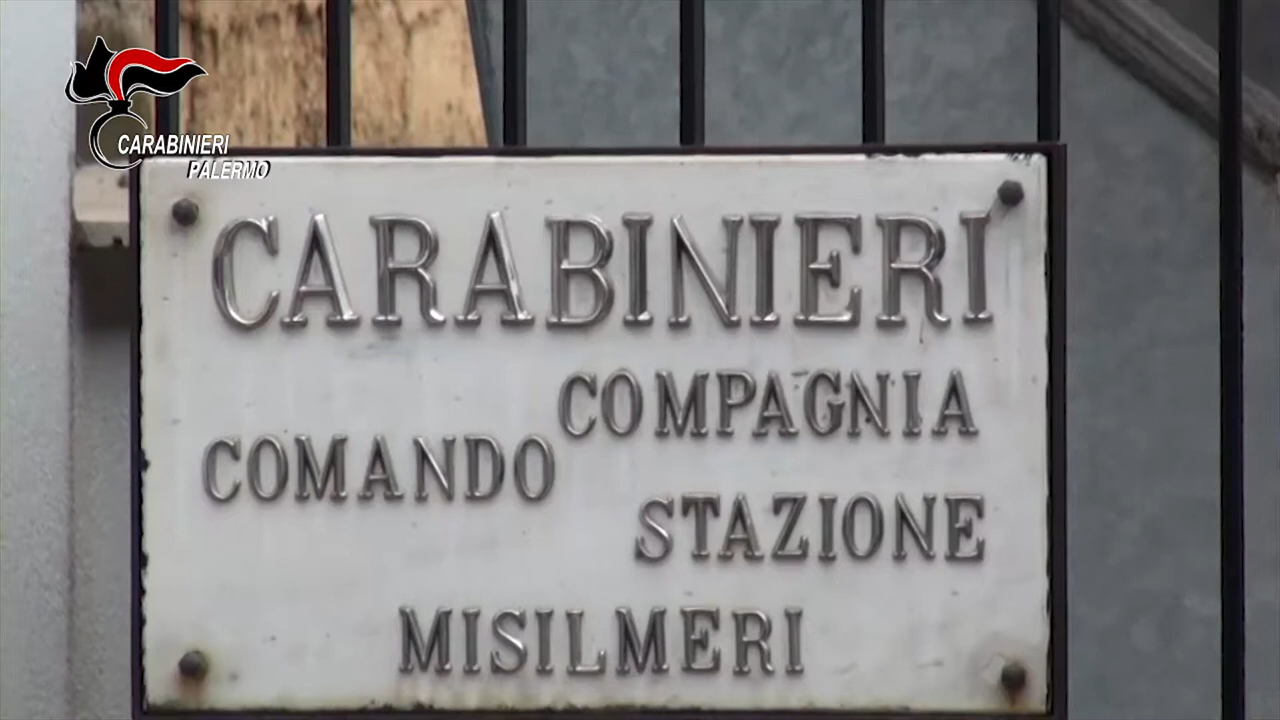 CARABINIERI
PALERMO
CARABINIERI
COMPAGNIA
COMANDO
STAZIONE
MISILMERI